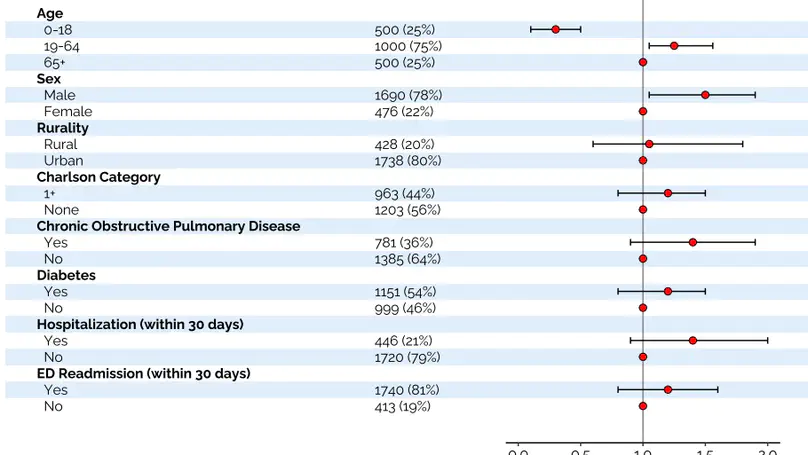 Age
0-18 500 (25%)
19-64 1000 (75%)
65+ 500 (25%)
Sex
Male 1690 (78%)
Female 476 (22%)
Rurality
Rural 428 (20%)
Urban 1738 (80%)
Charlson Category
1+ 963 (44%)
None 1203 (56%)
Chronic Obstructive Pulmonary Disease
Yes 781 (36%)
No 1385 (64%)
Diabetes
Yes 1151 (54%)
No 999 (46%)
Hospitalization (within 30 days)
Yes 446 (21%)
No 1720 (79%)
ED Readmission (within 30 days)
Yes 1740 (81%)
No 413 (19%)
0.0 0.5 1.0 1.5 2.0